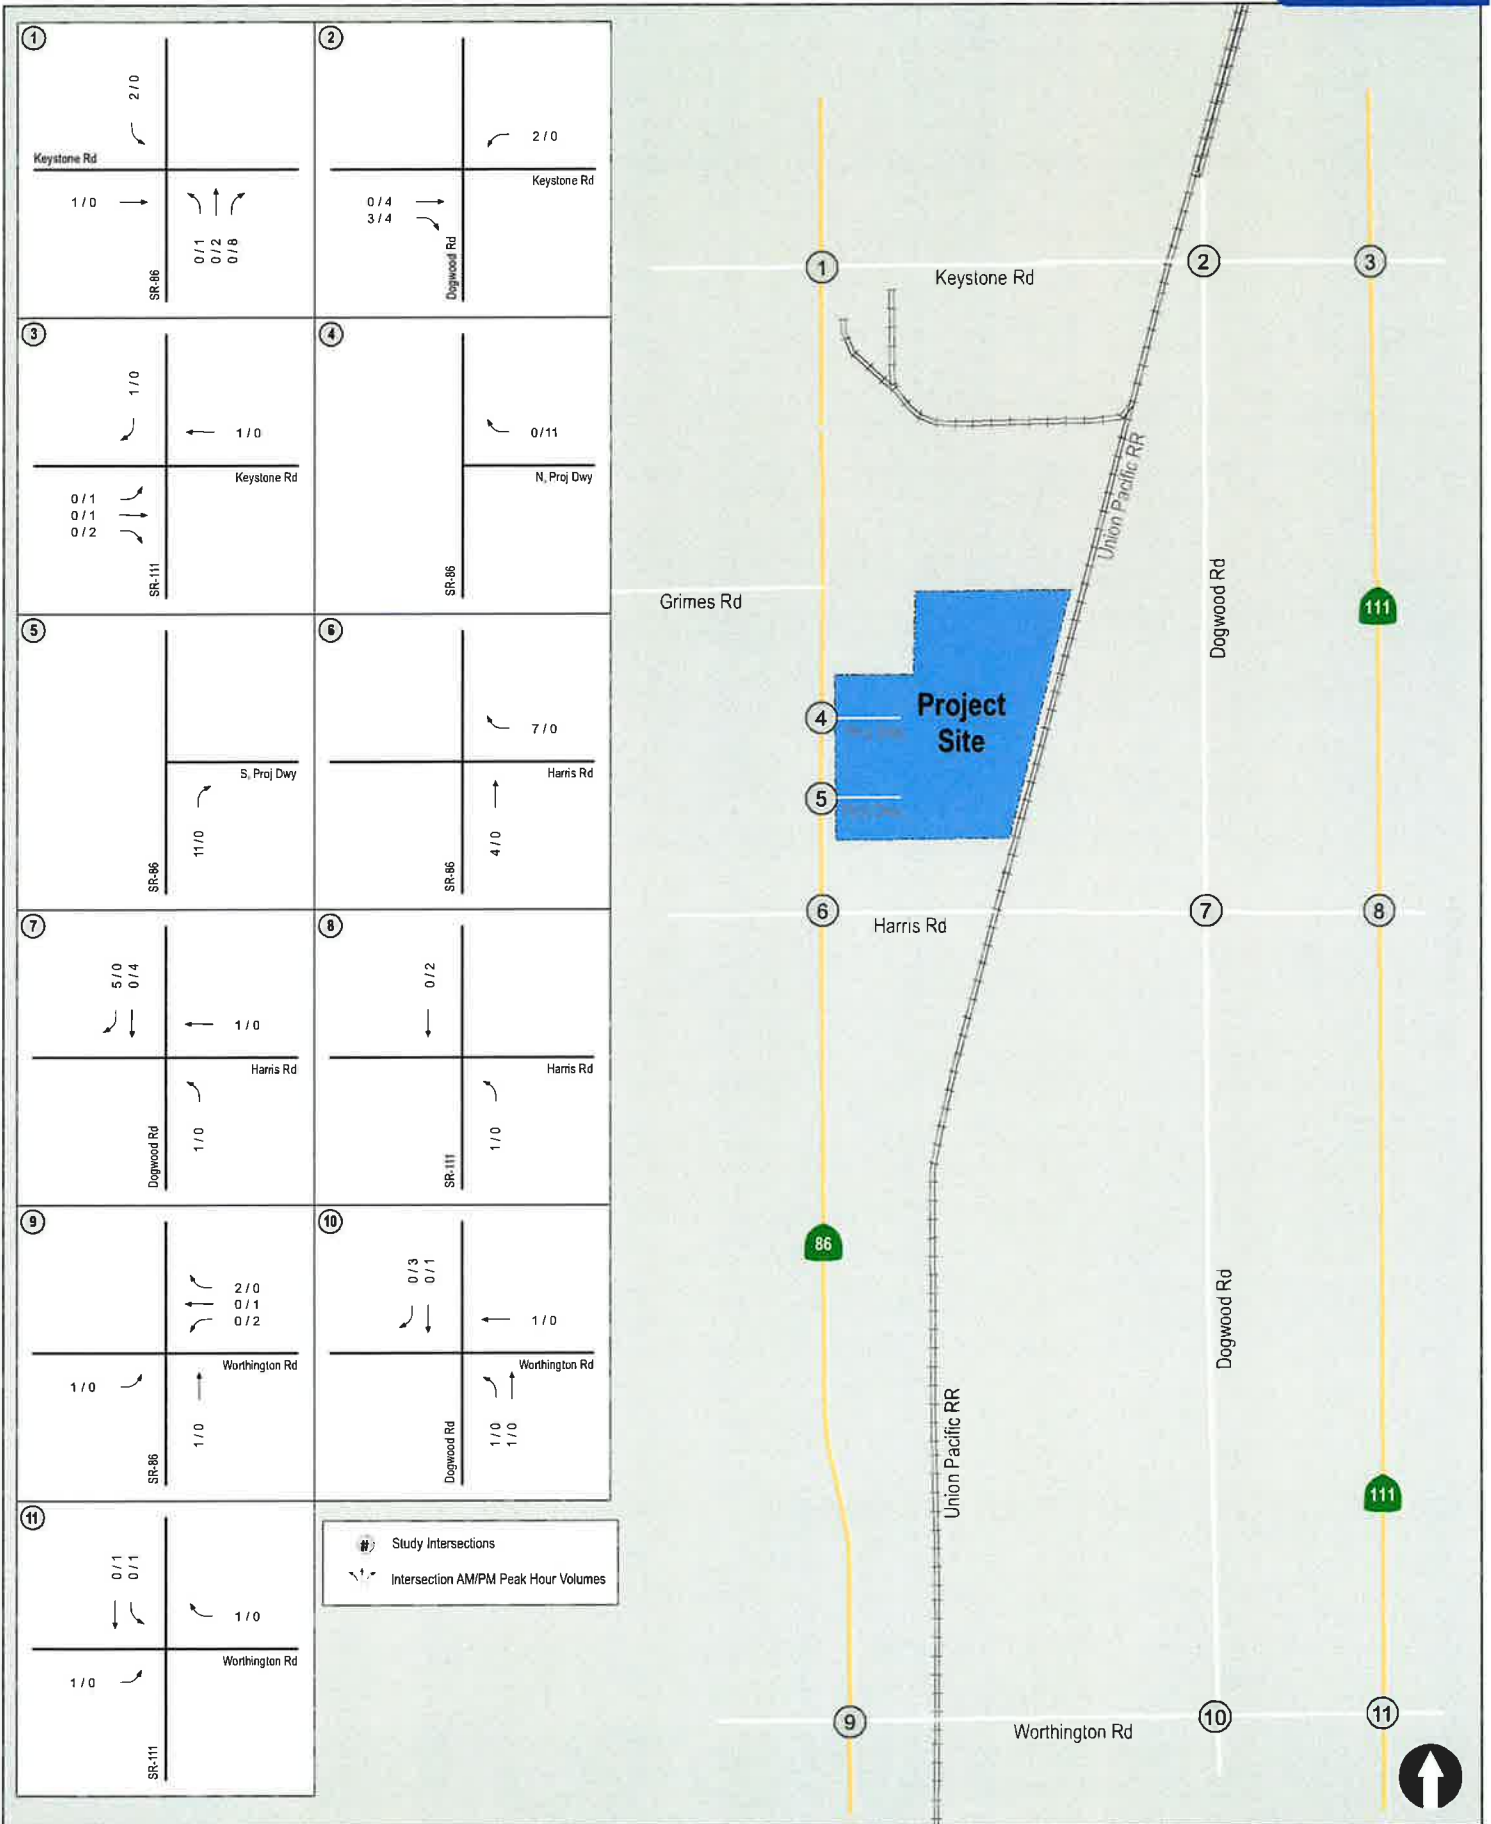 1
2 / 0
Keystone Rd
1 / 0
0 / 1
0 / 2
0 / 8
SR-86
2
2 / 0
Keystone Rd
0 / 4
3 / 4
Dogwood Rd
3
1 / 0
1 / 0
Keystone Rd
0 / 1
0 / 1
0 / 2
SR-111
4
0/11
N. Proj Dwy
SR-86
5
S. Proj Dwy
11 / 0
SR-86
6
7 / 0
Harris Rd
4 / 0
SR-86
7
5 / 0
0 / 4
1 / 0
Harris Rd
1 / 0
Dogwood Rd
8
0 / 2
Harris Rd
1 / 0
SR-111
9
2 / 0
0 / 1
0 / 2
Worthington Rd
1 / 0
1 / 0
SR-86
10
0 / 3
0 / 1
1 / 0
Worthington Rd
1 / 0
1 / 0
Dogwood Rd
11
0 / 1
0 / 1
1 / 0
Worthington Rd
1 / 0
SR-111
# Study Intersections
Intersection AM/PM Peak Hour Volumes
1
Keystone Rd
2
3
Union Pacific RR
Grimes Rd
Dogwood Rd
111
Project
Site
4
5
6
Harris Rd
7
8
86
Dogwood Rd
Union Pacific RR
111
9
Worthington Rd
10
11